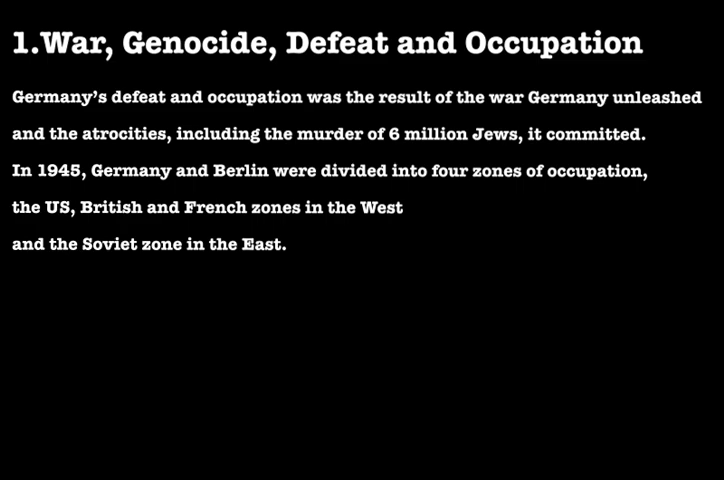 1.War, Genocide, Defeat and Occupation
Germany’s defeat and occupation was the result of the war Germany unleashed
and the atrocities, including the murder of 6 million Jews, it committed.
In 1945, Germany and Berlin were divided into four zones of occupation,
the US, British and French zones in the West
and the Soviet zone in the East.